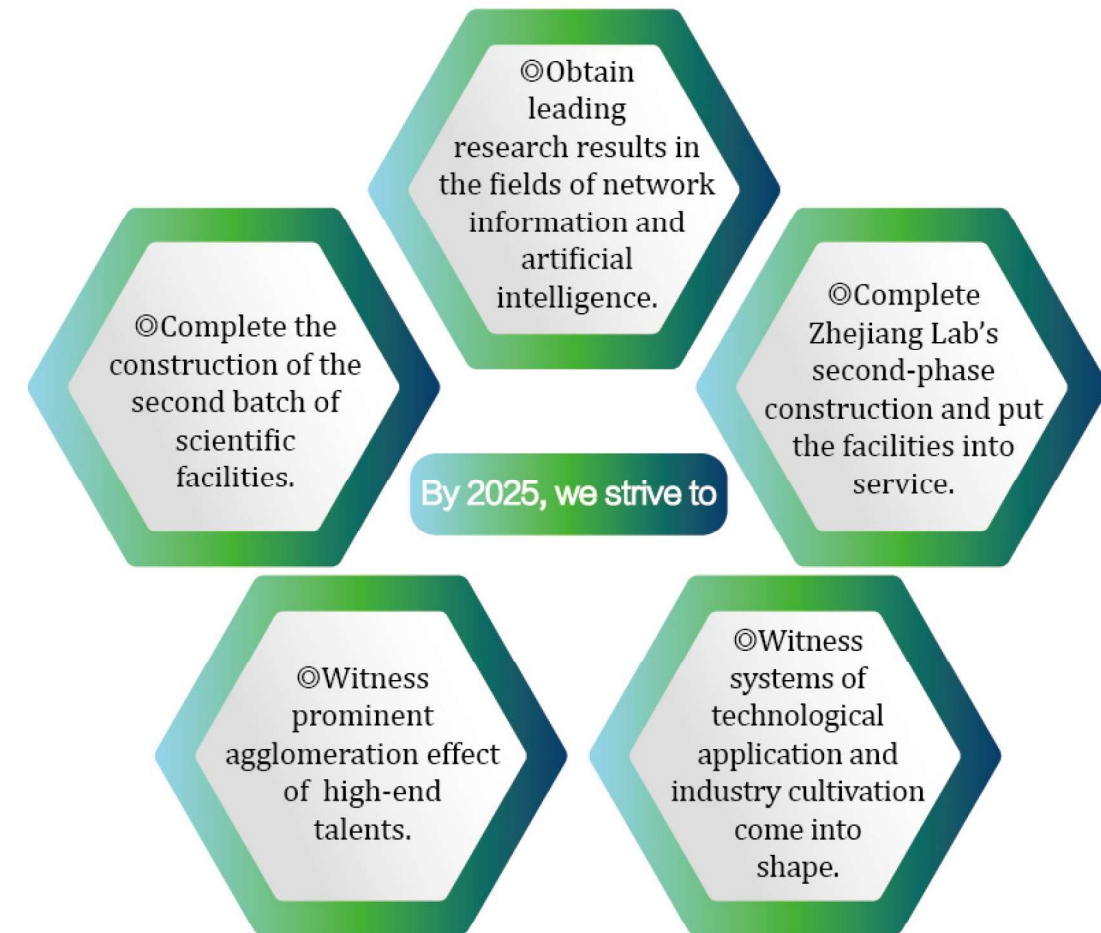 ◎Obtain
leading
research results in
the fields of network
information and
artificial
intelligence.
◎Complete the
construction of the
second batch of
scientific
facilities.
◎Complete
Zhejiang Lab’s
second-phase
construction and put
the facilities into
service.
By 2025, we strive to
◎Witness
prominent
agglomeration effect
of high-end
talents.
◎Witness
systems of
technological
application and
industry cultivation
come into
shape.